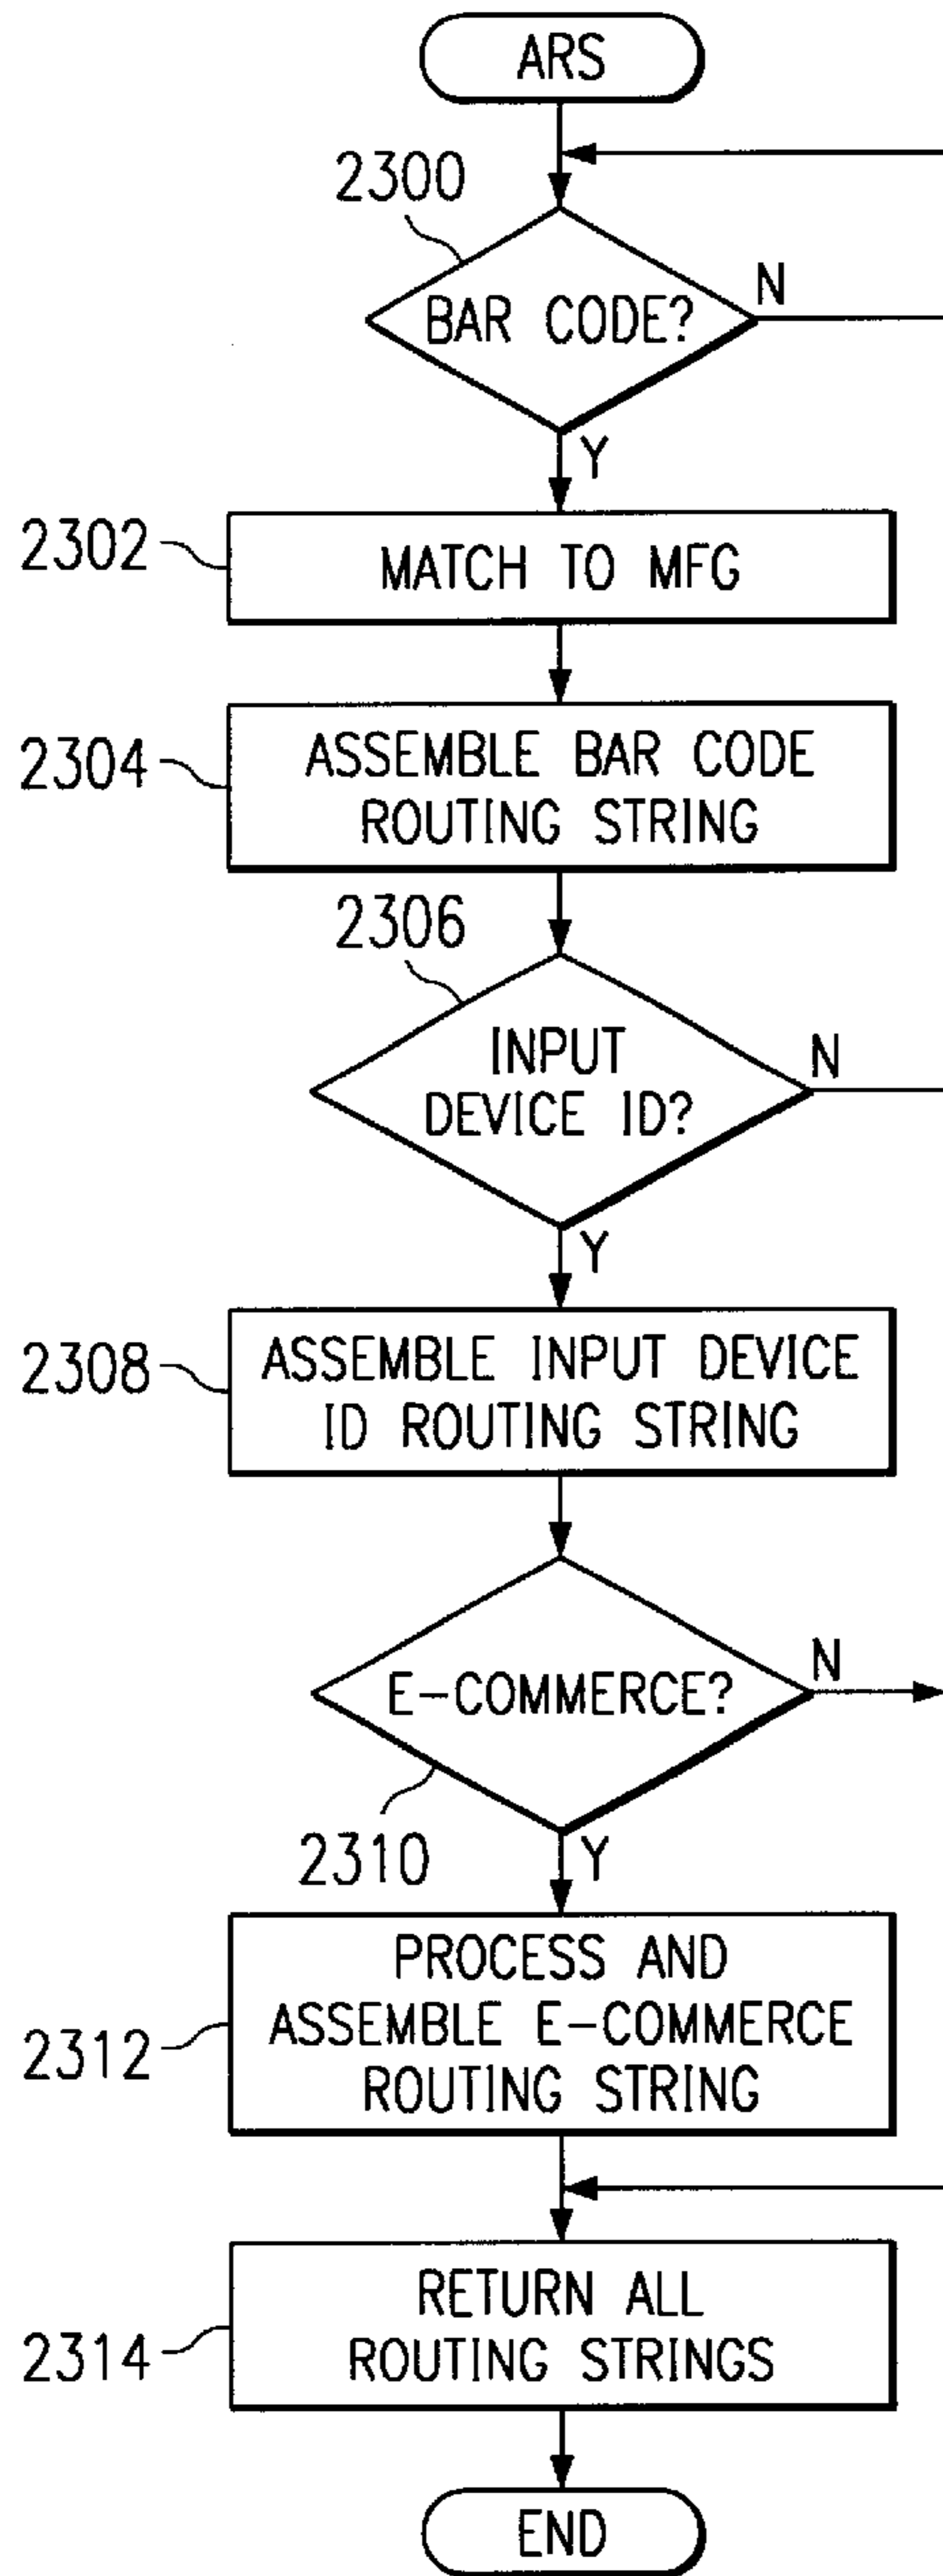 ARS
2300
BAR CODE?
N
Y
2302
MATCH TO MFG
2304
ASSEMBLE BAR CODE
ROUTING STRING
2306
INPUT
DEVICE ID?
N
Y
2308
ASSEMBLE INPUT DEVICE
ID ROUTING STRING
E-COMMERCE?
N
2310
Y
2312
PROCESS AND
ASSEMBLE E-COMMERCE
ROUTING STRING
2314
RETURN ALL
ROUTING STRINGS
END